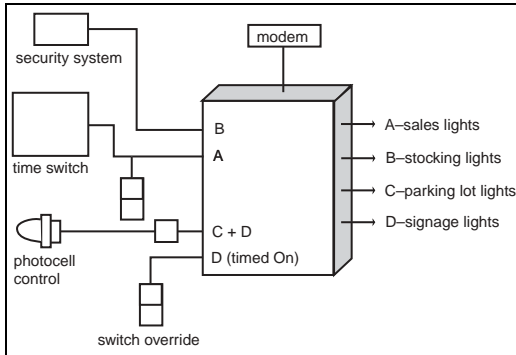 modem
security system
B
A
time switch
C + D
D (timed On)
photocell
control
switch override
A–sales lights
B–stocking lights
C–parking lot lights
D–signage lights